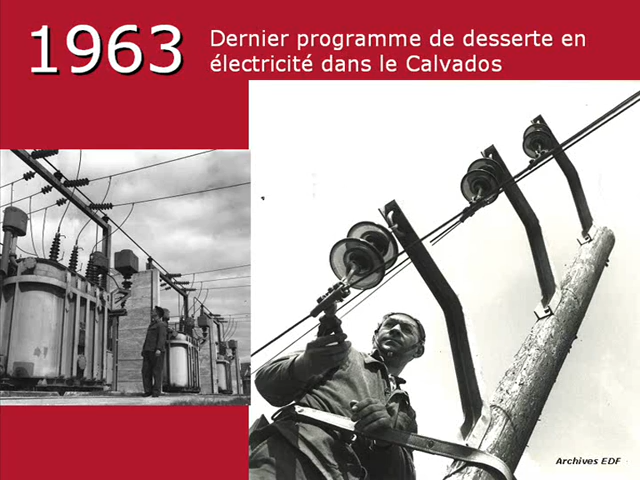 1963
Dernier programme de desserte en
électricité dans le Calvados
Archives EDF